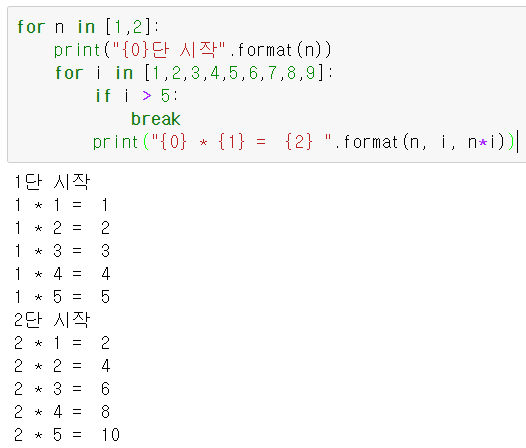 for n in [1,2]:
    print("{0}단 시작".format(n))
    for i in [1,2,3,4,5,6,7,8,9]:
        if i > 5:
            break
        print("{0} * {1} =  {2} ".format(n, i, n*i))
1단 시작
1 * 1 =  1
1 * 2 =  2
1 * 3 =  3
1 * 4 =  4
1 * 5 =  5
2단 시작
2 * 1 =  2
2 * 2 =  4
2 * 3 =  6
2 * 4 =  8
2 * 5 =  10